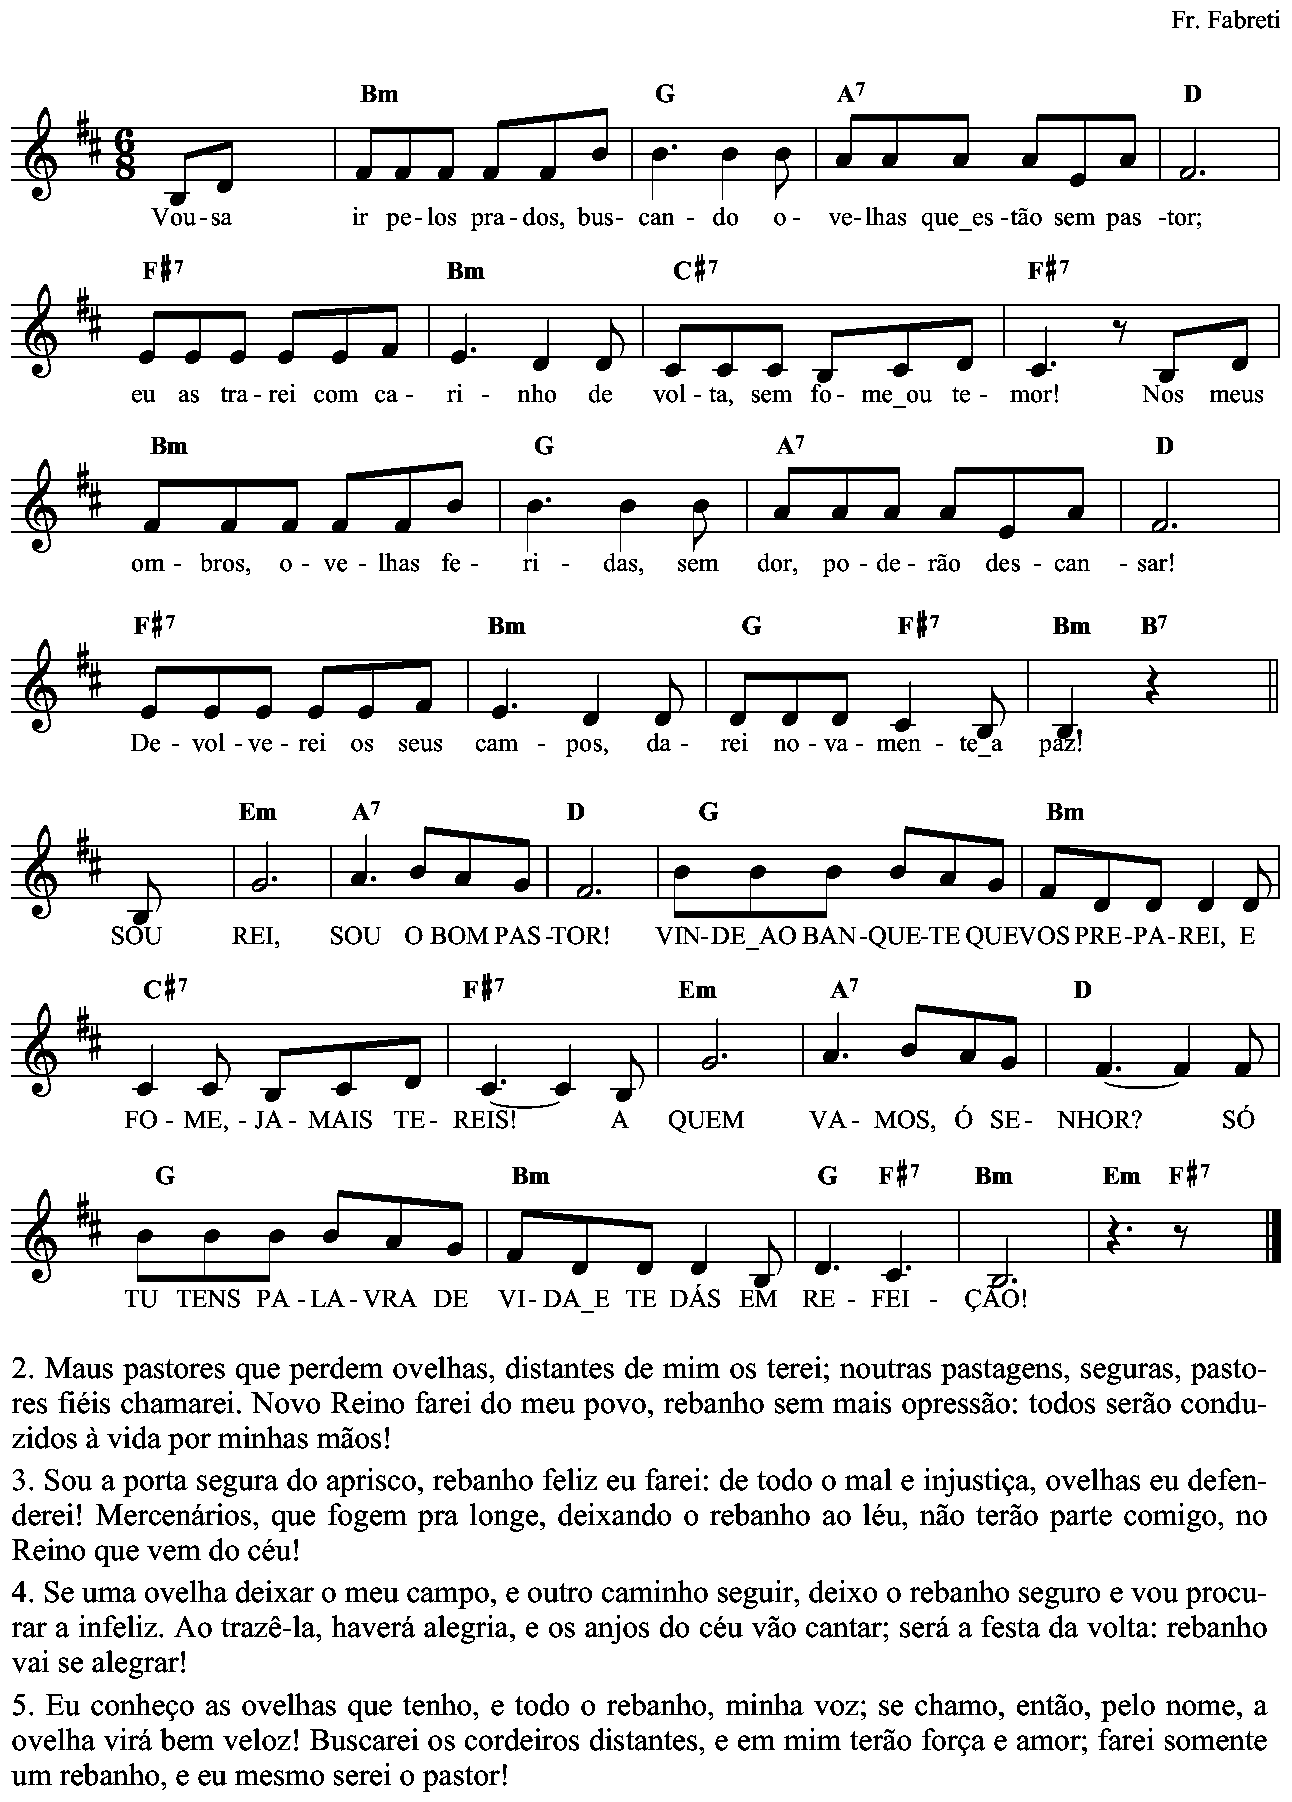 Fr. Fabreti
Bm G A7 D
Vou-sa ir pe-los pra-dos, bus-can-do o-ve-lhas que_es-tão sem pas-tor;
F#7 Bm C#7 F#7
eu as tra-rei com ca-ri-nho de vol-ta, sem fo-me_ou te-mor! Nos meus
Bm G A7 D
om-bros, o-ve-lhas fe-ri-das, sem dor, po-de-rão des-can-sar!
F#7 Bm G F#7 Bm B7
De-vol-ve-rei os seus cam-pos, da-rei no-va-men-te_a paz!
Em A7 D G Bm
SOU REI, SOU O BOM PAS-TOR! VIN-DE_AO BAN-QUE-TE QUE VOS PRE-PA-REI, E
C#7 F#7 Em A7 D
FO-ME,-JA-MAIS TE-REIS! A QUEM VA-MOS, Ó SE-NHOR? SÓ
G Bm G F#7 Bm Em F#7
TU TENS PA-LA-VRA DE VI-DA_E TE DÁS EM RE-FEI-ÇÃO!
2. Maus pastores que perdem ovelhas, distantes de mim os terei; noutras pastagens, seguras, pasto-
res fiéis chamarei. Novo Reino farei do meu povo, rebanho sem mais opressão: todos serão condu-
zidos à vida por minhas mãos!
3. Sou a porta segura do aprisco, rebanho feliz eu farei: de todo o mal e injustiça, ovelhas eu defen-
derei! Mercenários, que fogem pra longe, deixando o rebanho ao léu, não terão parte comigo, no
Reino que vem do céu!
4. Se uma ovelha deixar o meu campo, e outro caminho seguir, deixo o rebanho seguro e vou procu-
rar a infeliz. Ao trazê-la, haverá alegria, e os anjos do céu vão cantar; será a festa da volta: rebanho
vai se alegrar!
5. Eu conheço as ovelhas que tenho, e todo o rebanho, minha voz; se chamo, então, pelo nome, a
ovelha virá bem veloz! Buscarei os cordeiros distantes, e em mim terão força e amor; farei somente
um rebanho, e eu mesmo serei o pastor!